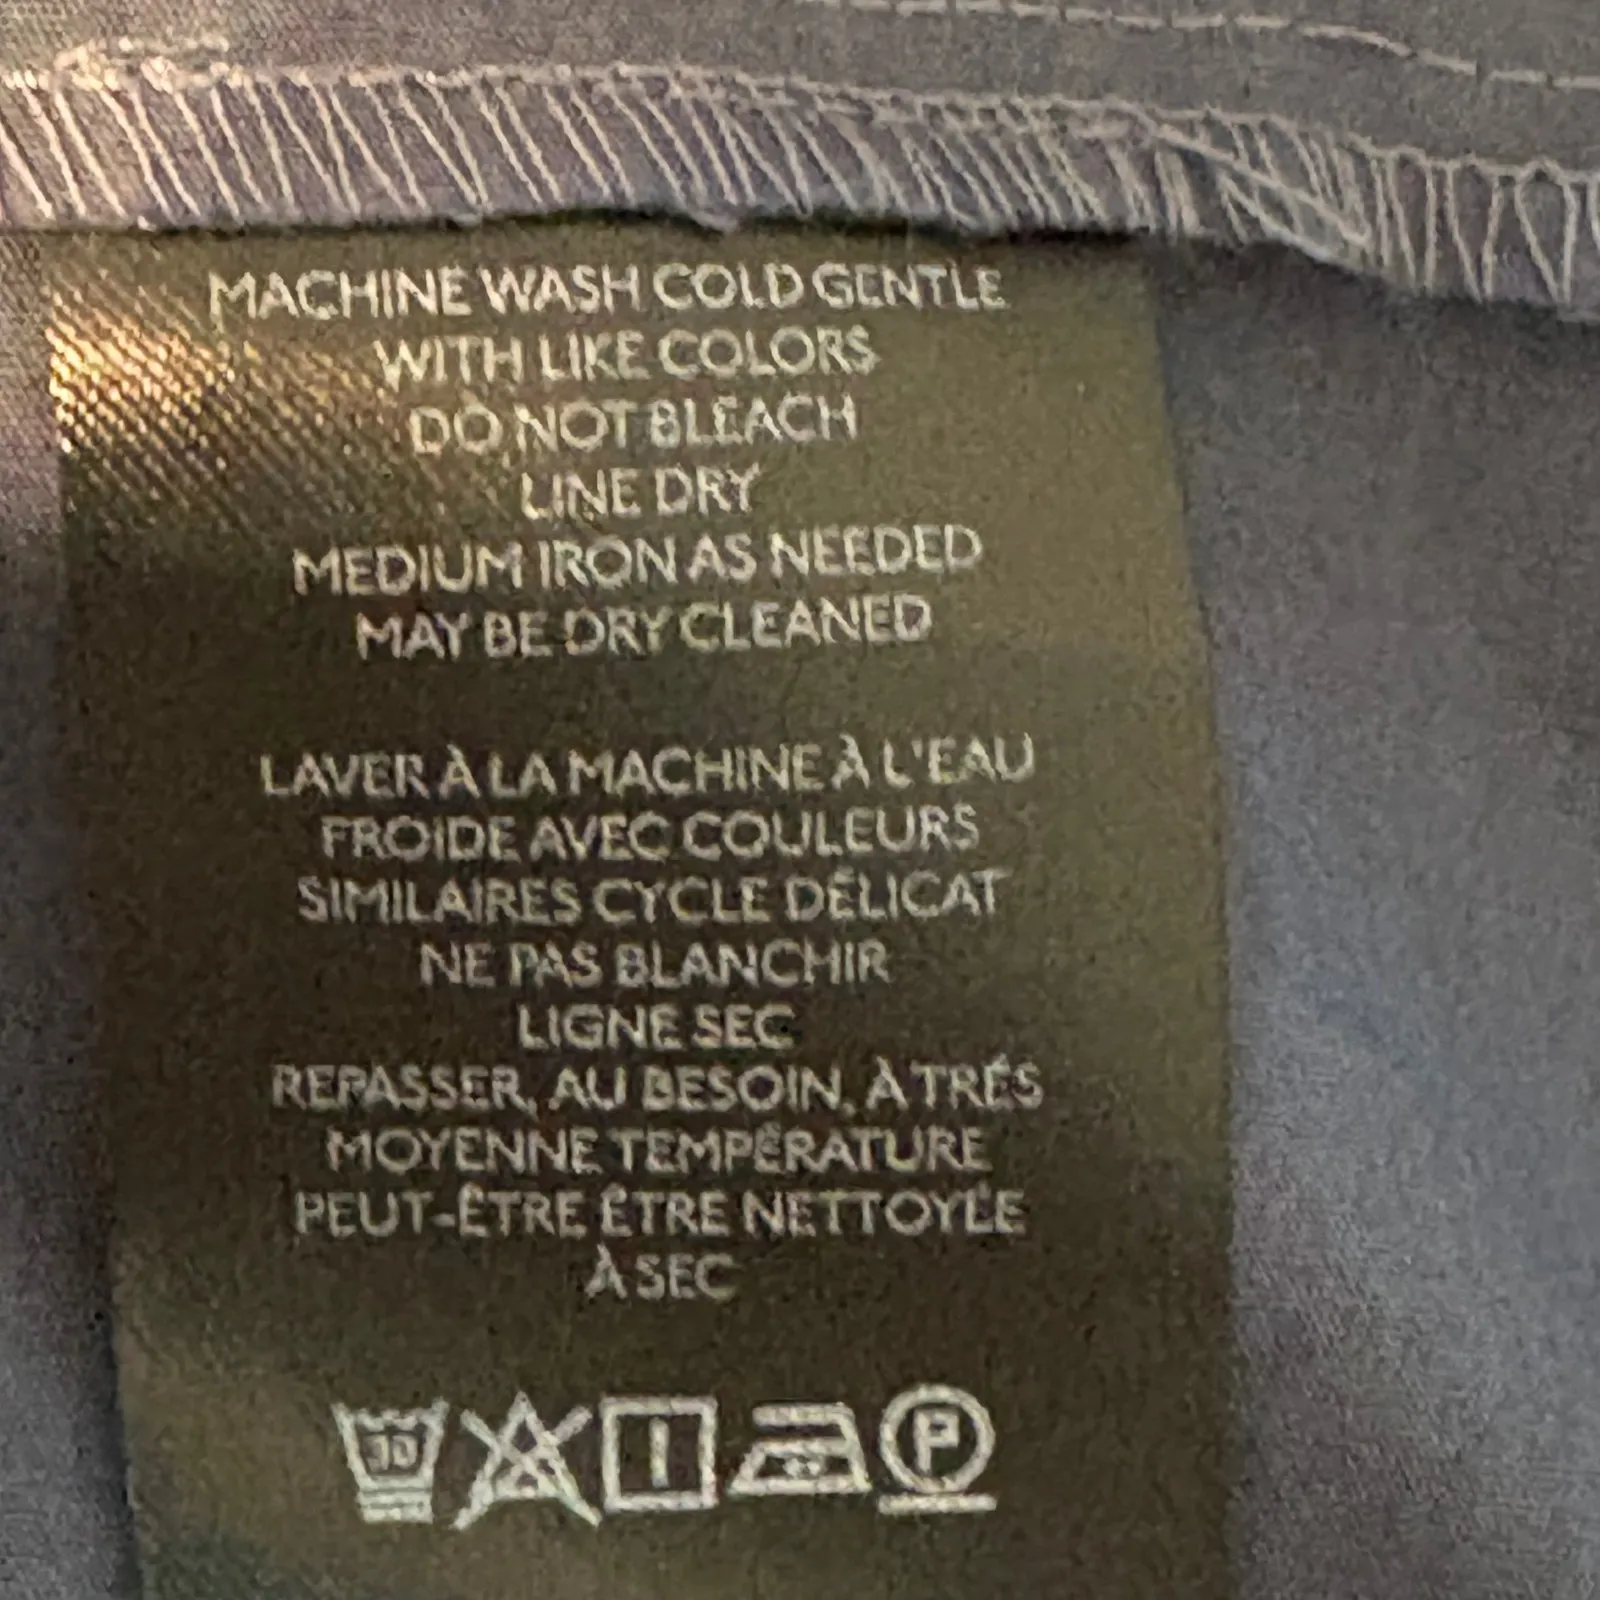 MACHINE WASH COLD GENTLE
WITH LIKE COLORS
DO NOT BLEACH
LINE DRY
MEDIUM IRON AS NEEDED
MAY BE DRY CLEANED
LAVER À LA MACHINE À L'EAU
FROIDE AVEC COULEURS
SIMILAIRES CYCLE DÉLICAT
NE PAS BLANCHIR
LIGNE SEC
REPASSER, AU BESOIN, À TRÉS
MOYENNE TEMPÉRATURE
PEUT-ÊTRE ÊTRE NETTOYÉE
À SEC
30 P